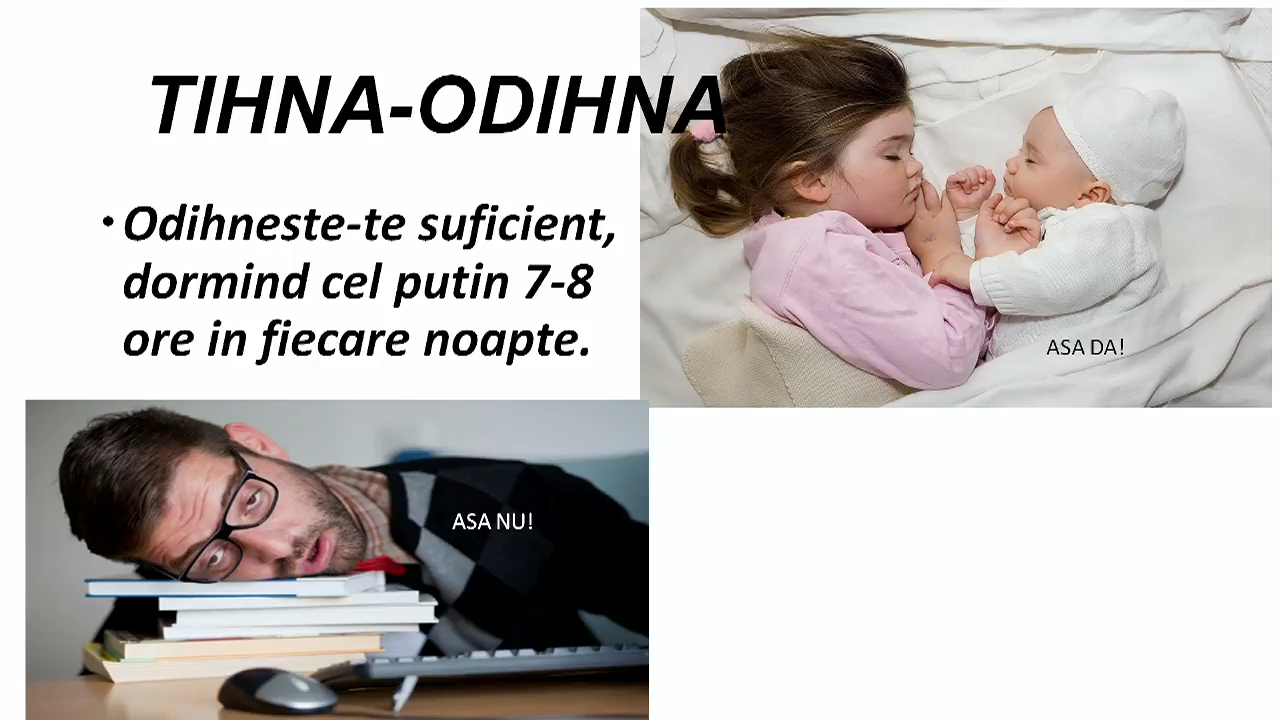 TIHNA-ODIHNA
• Odihneste-te suficient,
dormind cel putin 7-8
ore in fiecare noapte.
ASA DA!
ASA NU!